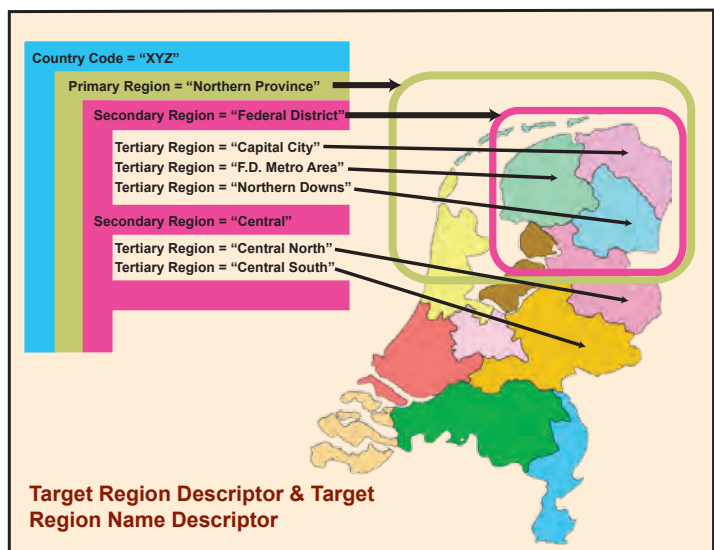 Country Code = “XYZ”
Primary Region = “Northern Province”
Secondary Region = “Federal District”
Tertiary Region = “Capital City”
Tertiary Region = “F.D. Metro Area”
Tertiary Region = “Northern Downs”
Secondary Region = “Central”
Tertiary Region = “Central North”
Tertiary Region = “Central South”
Target Region Descriptor & Target
Region Name Descriptor